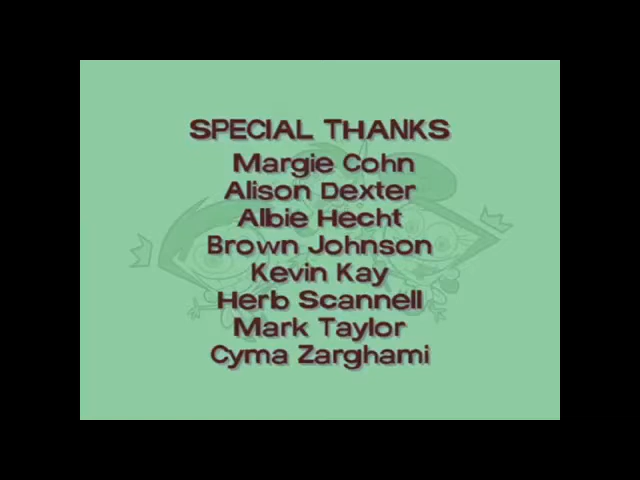 SPECIAL THANKS
Margie Cohn
Alison Dexter
Albie Hecht
Brown Johnson
Kevin Kay
Herb Scannell
Mark Taylor
Cyma Zarghami